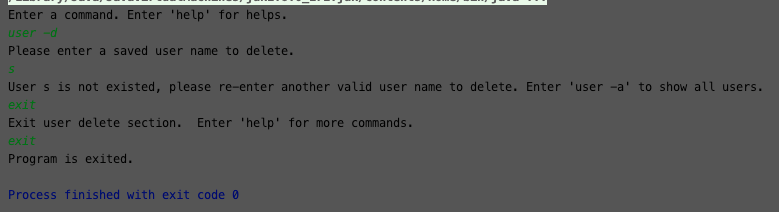 Enter a command. Enter 'help' for helps.
user -d
Please enter a saved user name to delete.
s
User s is not existed, please re-enter another valid user name to delete. Enter 'user -a' to show all users.
exit
Exit user delete section.  Enter 'help' for more commands.
exit
Program is exited.
Process finished with exit code 0